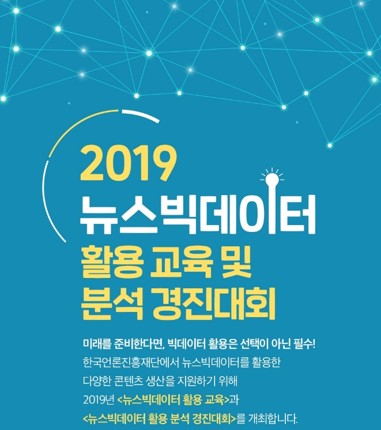 2019
뉴스빅데이터
활용 교육 및
분석 경진대회
미래를 준비한다면, 빅데이터 활용은 선택이 아닌 필수!
한국언론진흥재단에서 뉴스빅데이터를 활용한
다양한 콘텐츠 생산을 지원하기 위해
2019년 <뉴스빅데이터 활용 교육>과
<뉴스빅데이터 활용 분석 경진대회>를 개최합니다.